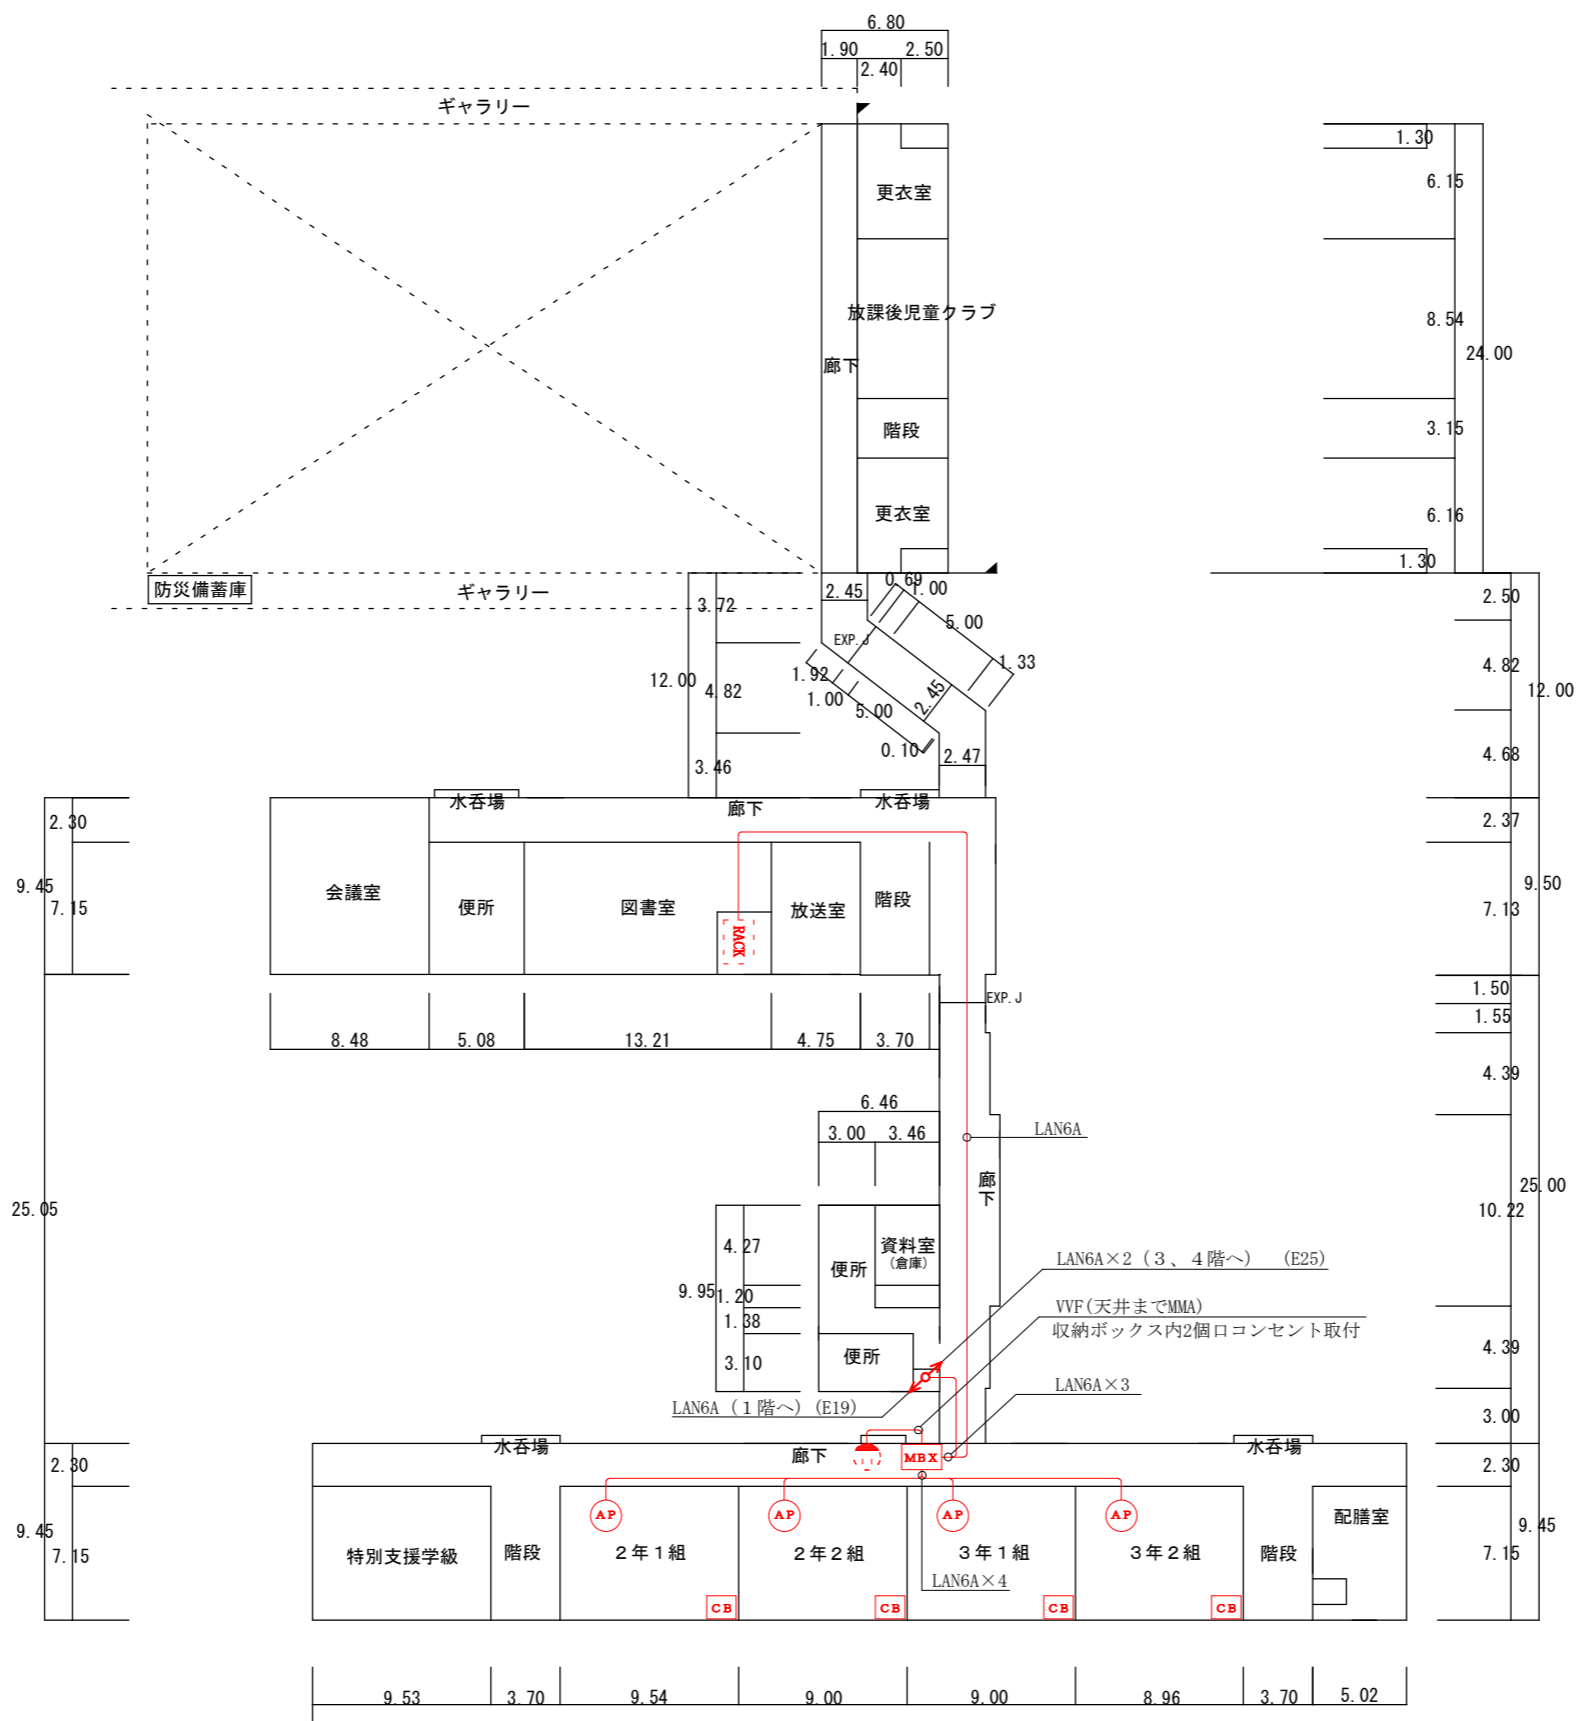 6.80
1.90 2.50
2.40
ギャラリー
1.30
更衣室
6.15
放課後児童クラブ
8.54
廊下
24.00
階段
3.15
更衣室
6.16
1.30
防災備蓄庫
ギャラリー
0.69
1.00
2.45
3.72
5.00
2.50
EXP.J
1.33
1.92
4.82
12.00
4.82
12.00
1.00
5.00
2.45
0.10
2.47
3.46
4.68
水呑場
廊下
水呑場
2.30
2.37
9.45
7.15
会議室
便所
図書室
放送室
階段
9.50
7.13
RACK
EXP.J
1.50
1.55
8.48
5.08
13.21
4.75
3.70
4.39
6.46
3.00
3.46
LAN6A
廊下
25.05
25.00
10.22
4.27
資料室
(倉庫)
便所
9.95
1.20
1.38
LAN6A×2(3、4階へ) (E25)
VVF(天井までMMA)
収納ボックス内2個口コンセント取付
3.10
便所
4.39
LAN6A×3
LAN6A(1階へ)(E19)
3.00
水呑場
廊下
MBX
水呑場
2.30
2.30
AP
AP
AP
AP
配膳室
9.45
7.15
特別支援学級
階段
2年1組
2年2組
3年1組
3年2組
階段
9.45
7.15
LAN6A×4
CB
CB
CB
CB
9.53
3.70
9.54
9.00
9.00
8.96
3.70
5.02